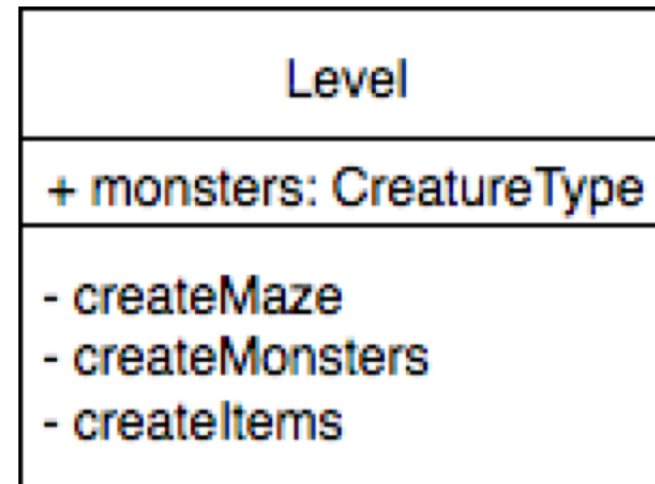 Level
+ monsters: CreatureType
- createMaze
- createMonsters
- createItems